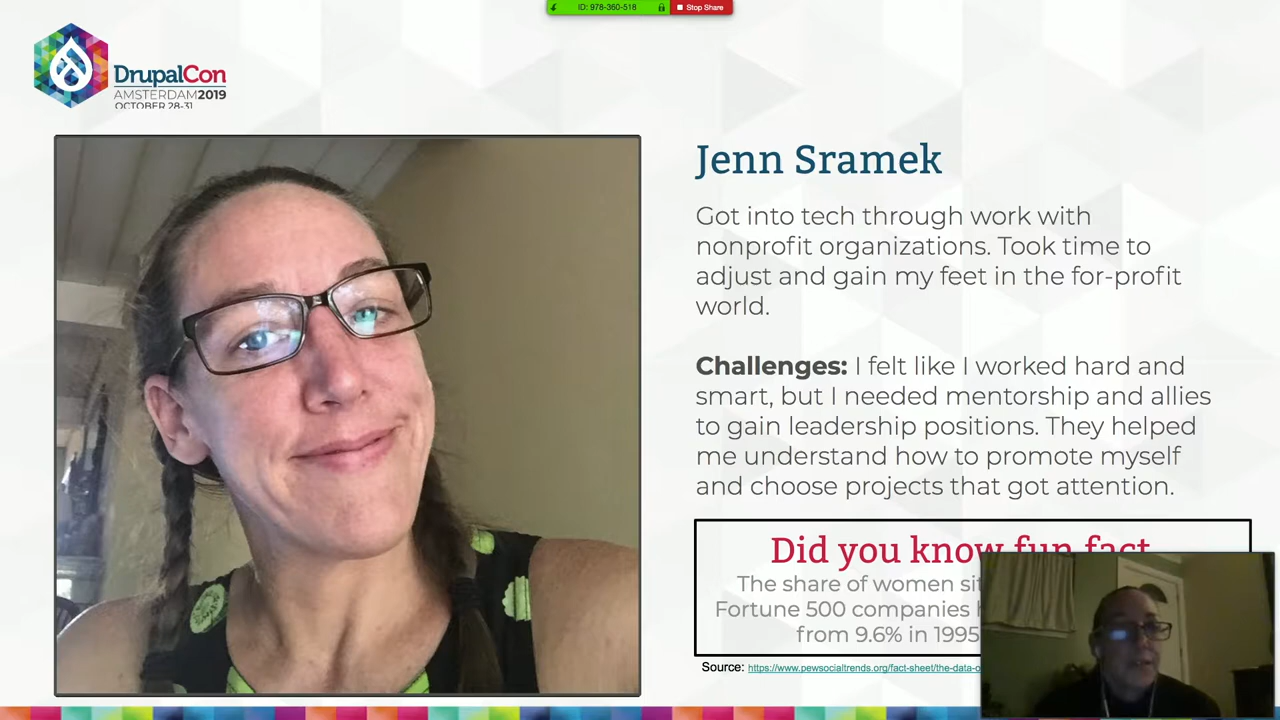 ID: 978-360-518
Stop Share
DrupalCon
AMSTERDAM2019
OCTOBER 28-31
Jenn Sramek
Got into tech through work with
nonprofit organizations. Took time to
adjust and gain my feet in the for-profit
world.
Challenges: I felt like I worked hard and
smart, but I needed mentorship and allies
to gain leadership positions. They helped
me understand how to promote myself
and choose projects that got attention.
Did you know fun fact
The share of women
Fortune 500 companies
from 9.6% in 1995
Source: https://www.pewsocialtrends.org/fact-sheet/the-data-o